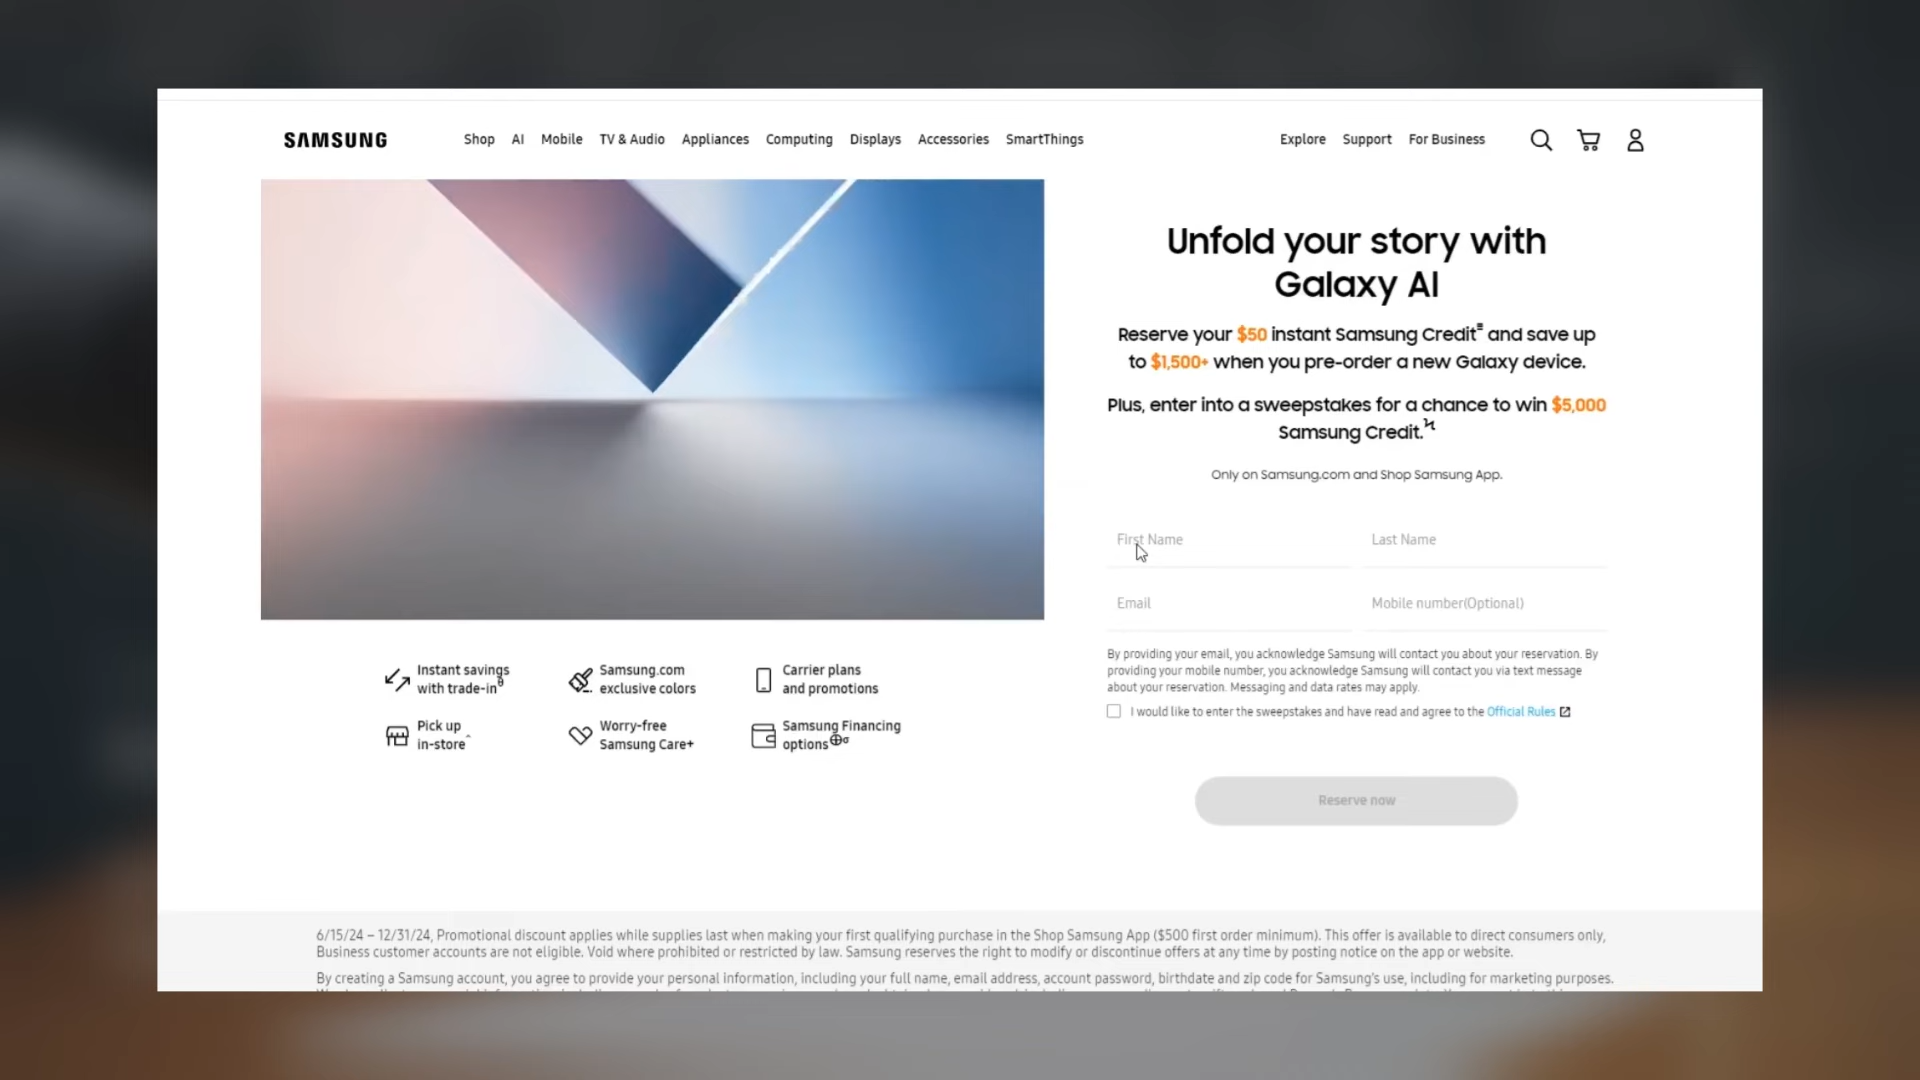 SAMSUNG
Shop AI Mobile TV & Audio Appliances Computing Displays Accessories SmartThings
Explore Support For Business
Unfold your story with
Galaxy AI
Reserve your $50 instant Samsung Credit and save up
to $1,500+ when you pre-order a new Galaxy device.
Plus, enter into a sweepstakes for a chance to win $5,000
Samsung Credit.
Only on Samsung.com and Shop Samsung App.
First Name
Last Name
Email
Mobile number(Optional)
By providing your email, you acknowledge Samsung will contact you about your reservation. By
providing your mobile number, you acknowledge Samsung will contact you via text message
about your reservation. Messaging and data rates may apply.
I would like to enter the sweepstakes and have read and agree to the Official Rules
Reserve now
Instant savings
with trade-in
Samsung.com
exclusive colors
Carrier plans
and promotions
Pick up
in-store^
Worry-free
Samsung Care+
Samsung Financing
options
6/15/24 – 12/31/24, Promotional discount applies while supplies last when making your first qualifying purchase in the Shop Samsung App ($500 first order minimum). This offer is available to direct consumers only,
Business customer accounts are not eligible. Void where prohibited or restricted by law. Samsung reserves the right to modify or discontinue offers at any time by posting notice on the app or website.
By creating a Samsung account, you agree to provide your personal information, including your full name, email address, account password, birthdate and zip code for Samsung's use, including for marketing purposes.